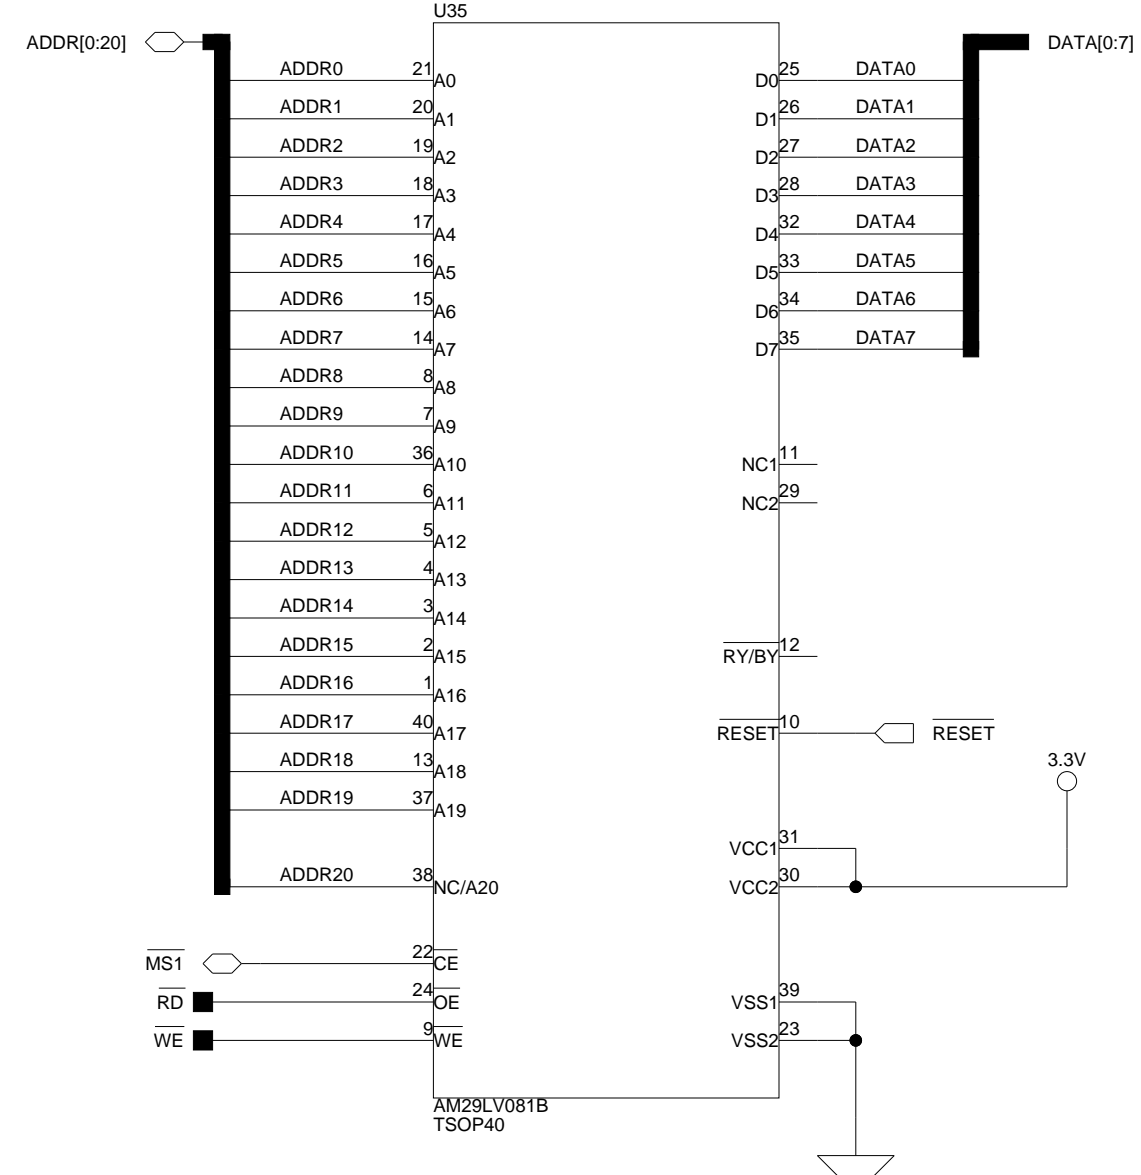 U35
ADDR[0:20]
DATA[0:7]
ADDR0 21 A0 D0 25 DATA0
ADDR1 20 A1 D1 26 DATA1
ADDR2 19 A2 D2 27 DATA2
ADDR3 18 A3 D3 28 DATA3
ADDR4 17 A4 D4 32 DATA4
ADDR5 16 A5 D5 33 DATA5
ADDR6 15 A6 D6 34 DATA6
ADDR7 14 A7 D7 35 DATA7
ADDR8 8 A8
ADDR9 7 A9
ADDR10 36 A10 NC1 11
ADDR11 6 A11 NC2 29
ADDR12 5 A12
ADDR13 4 A13
ADDR14 3 A14
ADDR15 2 A15 RY/BY 12
ADDR16 1 A16
ADDR17 40 A17 RESET 10 RESET
3.3V
ADDR18 13 A18
ADDR19 37 A19
VCC1 31
ADDR20 38 NC/A20 VCC2 30
MS1 22 CE
RD 24 OE VSS1 39
WE 9 WE VSS2 23
AM29LV081B
TSOP40